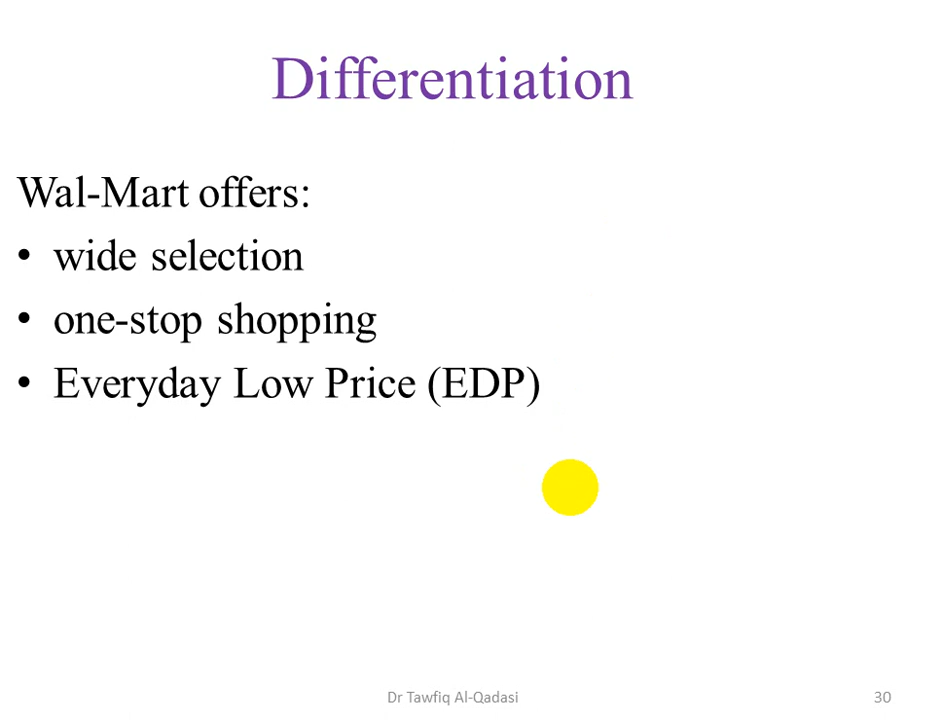 Differentiation
Wal-Mart offers:
• wide selection
• one-stop shopping
• Everyday Low Price (EDP)
Dr Tawfiq Al-Qadasi
30